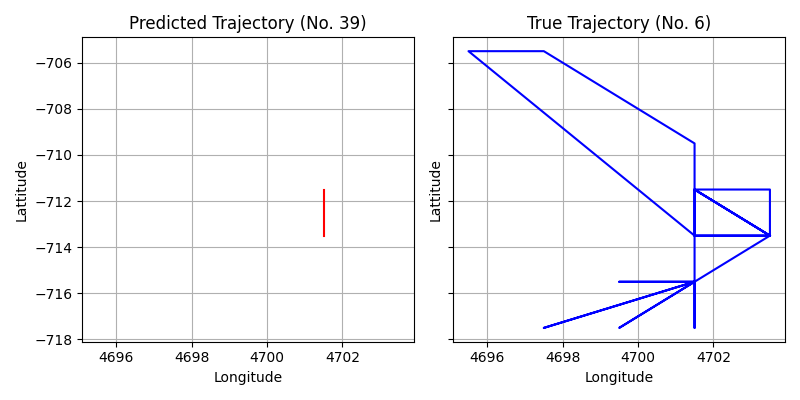 Predicted Trajectory (No. 39)
True Trajectory (No. 6)
−706
−708
−710
−712
−714
−716
−718
Lattitude
Lattitude
4696
4698
4700
4702
4696
4698
4700
4702
Longitude
Longitude